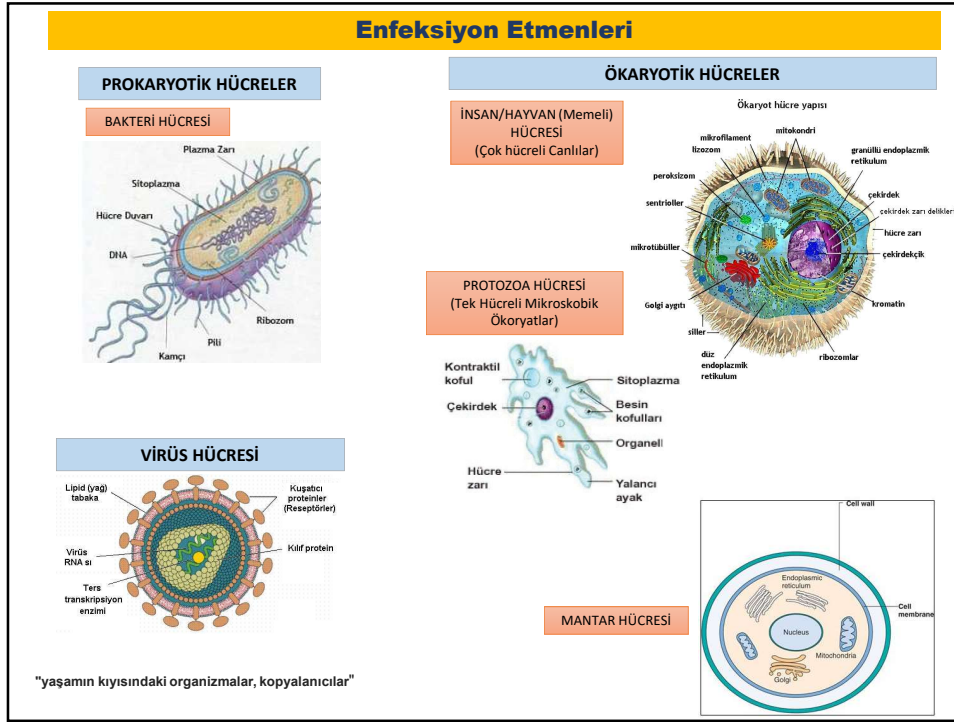 Enfeksiyon Etmenleri
PROKARYOTİK HÜCRELER
BAKTERİ HÜCRESİ
Plazma Zarı
Sitoplazma
Hücre Duvarı
DNA
Ribozom
Pili
Kamçı
VİRÜS HÜCRESİ
Lipid (yağ)
tabaka
Kuşatıcı
proteinler
(Reseptörler)
Virüs
RNA sı
Kılıf protein
Ters
transkripsiyon
enzimi
"yaşamın kıyısındaki organizmalar, kopyalanıcılar"
ÖKARYOTİK HÜCRELER
İNSAN/HAYVAN (Memeli)
HÜCRESİ
(Çok hücreli Canlılar)
Ökaryot hücre yapısı
mitokondri
mikrofilament
lizozom
granüllü endoplazmik
retikulum
peroksizom
çekirdek
sentrioller
çekirdek zarı delikleri
hücre zarı
mikrotübüller
çekirdekçik
Golgi aygıtı
kromatin
siller
ribozomlar
düz
endoplazmik
retikulum
PROTOZOA HÜCRESİ
(Tek Hücreli Mikroskobik
Ökoryatlar)
Kontraktil
koful
Sitoplazma
Çekirdek
Besin
kofulları
Organell
Hücre
zarı
Yalancı
ayak
MANTAR HÜCRESİ
Cell wall
Endoplasmic
reticulum
Cell
membrane
Nucleus
Mitochondria
Golgi